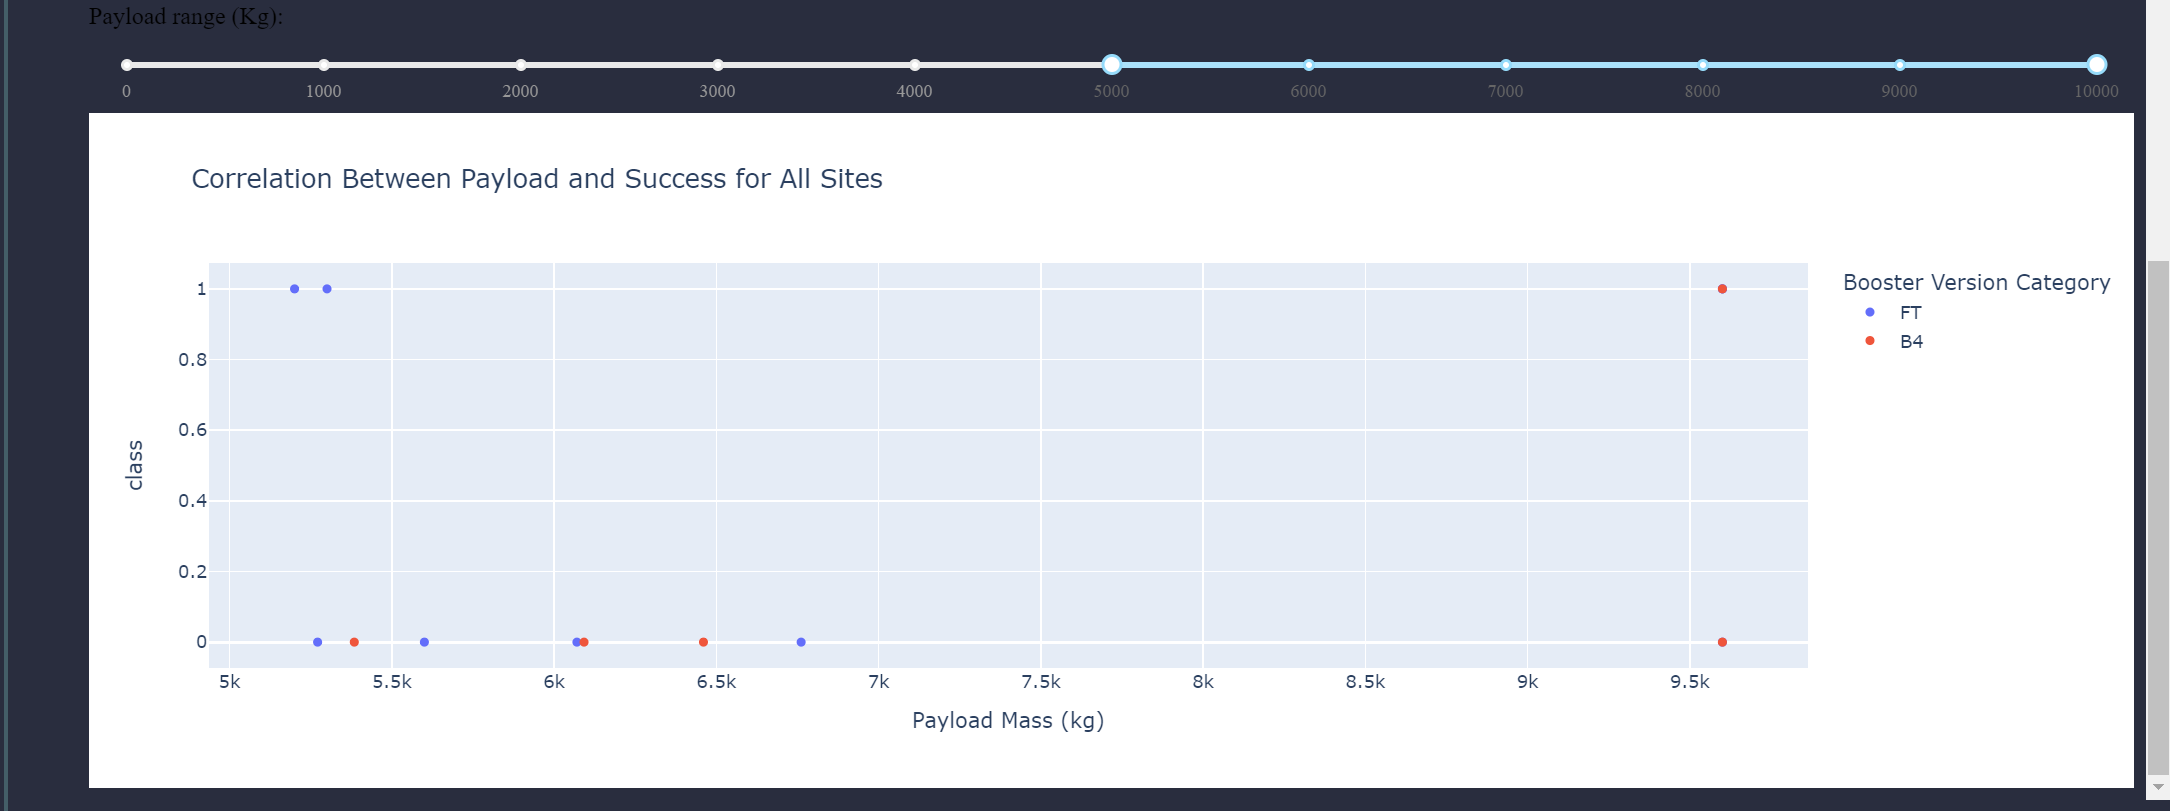 Payload range (Kg):
0 1000 2000 3000 4000 5000 6000 7000 8000 9000 10000
Correlation Between Payload and Success for All Sites
Booster Version Category
FT
B4
1
0.8
0.6
0.4
0.2
0
class
5k 5.5k 6k 6.5k 7k 7.5k 8k 8.5k 9k 9.5k
Payload Mass (kg)